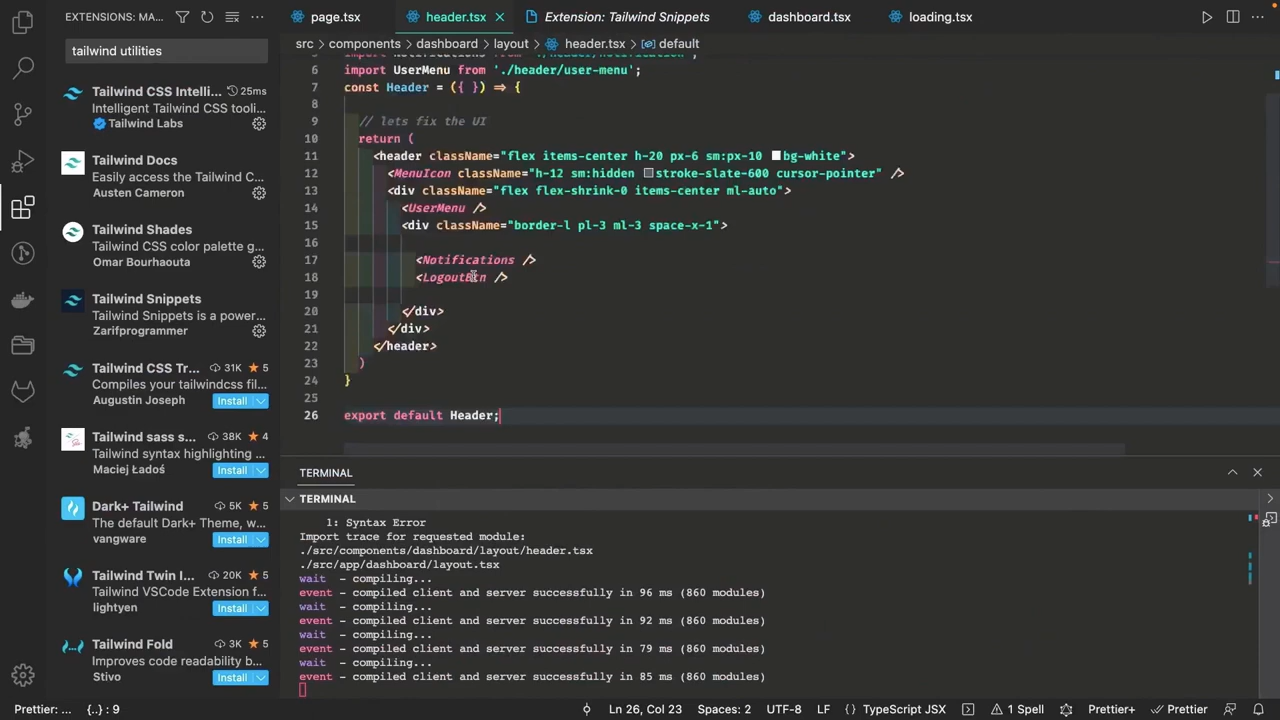 EXTENSIONS: MA...
page.tsx
header.tsx
Extension: Tailwind Snippets
dashboard.tsx
loading.tsx
tailwind utilities
src > components > dashboard > layout > header.tsx > default
Tailwind CSS Intelli... 25ms
Intelligent Tailwind CSS tooli...
Tailwind Labs
Tailwind Docs
Easily access the Tailwind C...
Austen Cameron
Tailwind Shades
Tailwind CSS color palette g...
Omar Bourhaouta
Tailwind Snippets
Tailwind Snippets is a power...
Zarifprogrammer
Tailwind CSS Tr... 31K ★ 5
Compiles your tailwindcss fil...
Augustin Joseph Install
Tailwind sass s... 38K ★ 4
Tailwind syntax highlighting ...
Maciej Ładoś Install
Dark+ Tailwind 5K ★ 5
The default Dark+ Theme, w...
vangware Install
Tailwind Twin I... 20K ★ 5
Tailwind VSCode Extension f...
lightyen Install
Tailwind Fold 3K ★ 5
Improves code readability b...
Stivo Install
6 import UserMenu from './header/user-menu';
7 const Header = ({ }) => {
8
9 // lets fix the UI
10 return (
11 <header className="flex items-center h-20 px-6 sm:px-10 bg-white">
12 <MenuIcon className="h-12 sm:hidden stroke-slate-600 cursor-pointer" />
13 <div className="flex flex-shrink-0 items-center ml-auto">
14 <UserMenu />
15 <div className="border-l pl-3 ml-3 space-x-1">
16
17 <Notifications />
18 <LogoutBtn />
19
20 </div>
21 </div>
22 </header>
23 )
24 }
25
26 export default Header;
TERMINAL
TERMINAL
1: Syntax Error
Import trace for requested module:
./src/components/dashboard/layout/header.tsx
./src/app/dashboard/layout.tsx
wait - compiling...
event - compiled client and server successfully in 96 ms (860 modules)
wait - compiling...
event - compiled client and server successfully in 92 ms (860 modules)
wait - compiling...
event - compiled client and server successfully in 79 ms (860 modules)
wait - compiling...
event - compiled client and server successfully in 85 ms (860 modules)
Prettier: ... {..} : 9 Ln 26, Col 23 Spaces: 2 UTF-8 LF {} TypeScript JSX 1 Spell Prettier+ Prettier